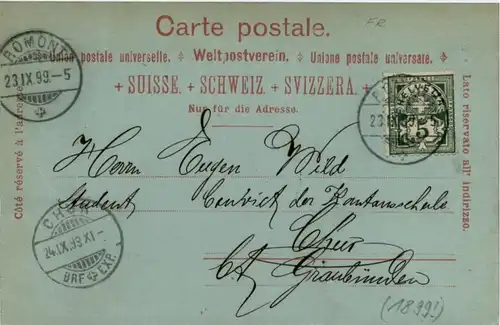 Carte postale.
FR
Union postale universelle. Weltpostverein. Unione postale universale.
+ SUISSE. + SCHWEIZ. + SVIZZERA. +
Nur für die Adresse.
Côté réservé à l'adresse.
Lato riservato all' indirizzo.
ROMONT
23.IX.99.-5
HELVETIA
5
23.IX.99.-5
Herrn Eugen Wild
Student, Convict der Kantonsschule
Chur
Ct. Graubünden
CHUR
24.IX.99.XI-
BRF. EXP.
(1899!)